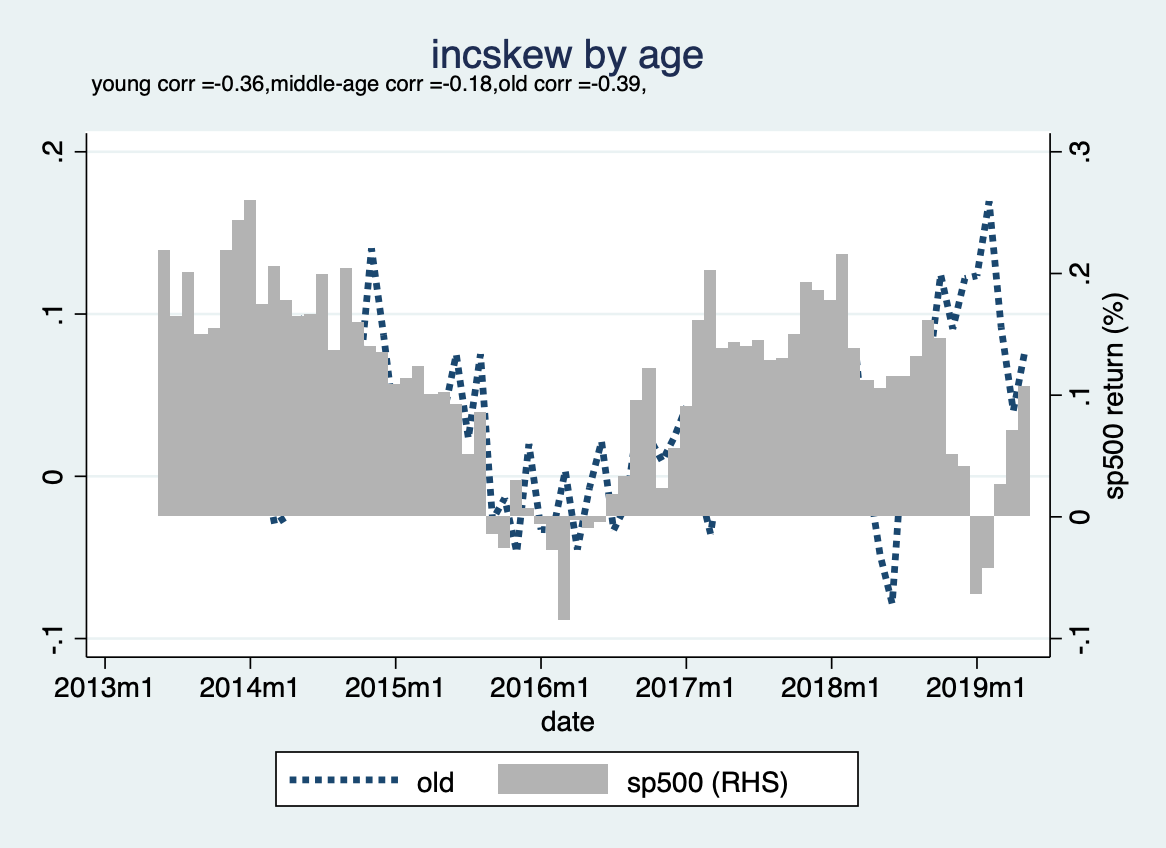 incskew by age
young corr =-0.36,middle-age corr =-0.18,old corr =-0.39,
.2
.1
0
-.1
.3
.2
.1
0
-.1
sp500 return (%)
2013m1 2014m1 2015m1 2016m1 2017m1 2018m1 2019m1
date
old sp500 (RHS)